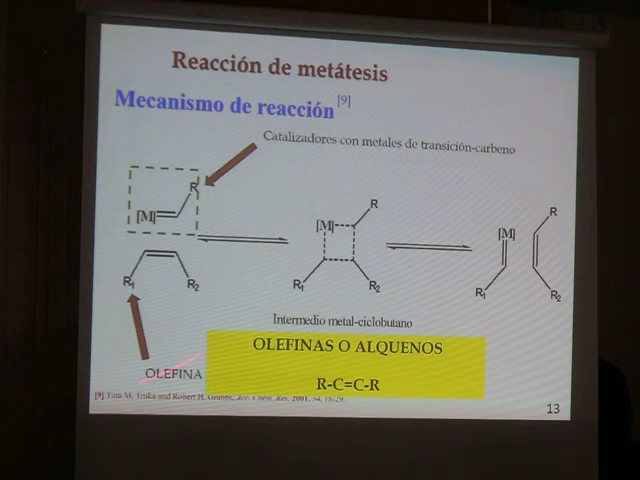 Reacción de metátesis
Mecanismo de reacción [9]
Catalizadores con metales de transición-carbeno
R
[M]
R
[M]
R
[M]
R1
R2
R1
R2
R1
R2
Intermedio metal-ciclobutano
OLEFINA
OLEFINAS O ALQUENOS
R-C=C-R
[9] Tina M. Trnka and Robert H. Grubbs, Acc. Chem. Res. 2001, 34, 18-29.
13